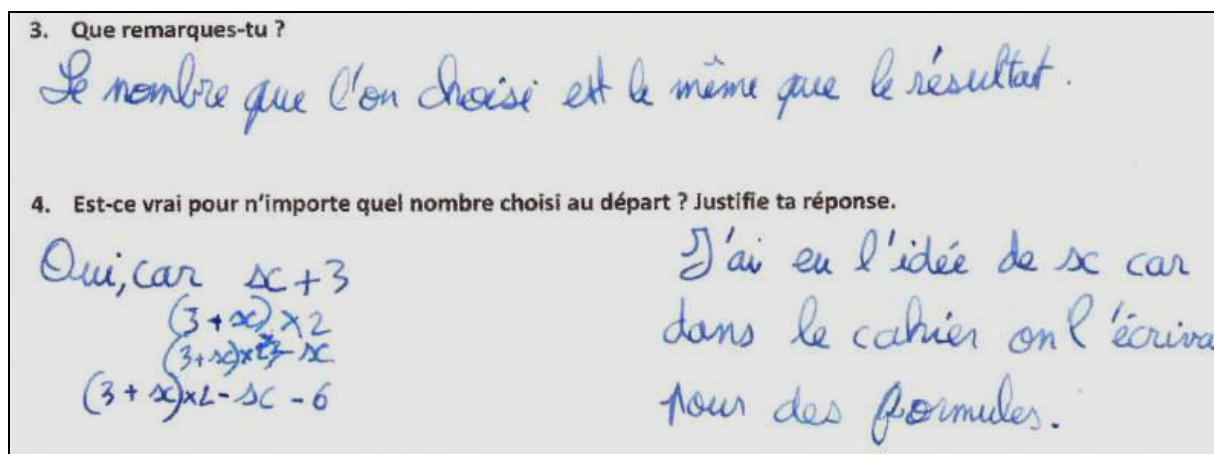 3. Que remarques-tu ?
Le nombre que l'on choisi est le même que le résultat.
4. Est-ce vrai pour n'importe quel nombre choisi au départ ? Justifie ta réponse.
Oui, car x+3
(3+x)×2
(3+x)×2-x
(3+x)×2-x-6
J'ai eu l'idée de x car
dans le cahier on l'écriva
pour des formules.